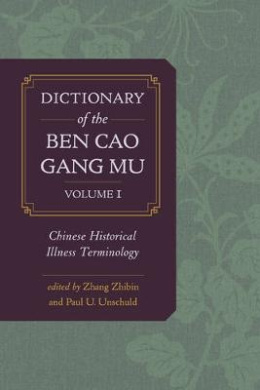 DICTIONARY
of the
BEN CAO
GANG MU
VOLUME I
Chinese Historical
Illness Terminology
edited by Zhang Zhibin
and Paul U. Unschuld